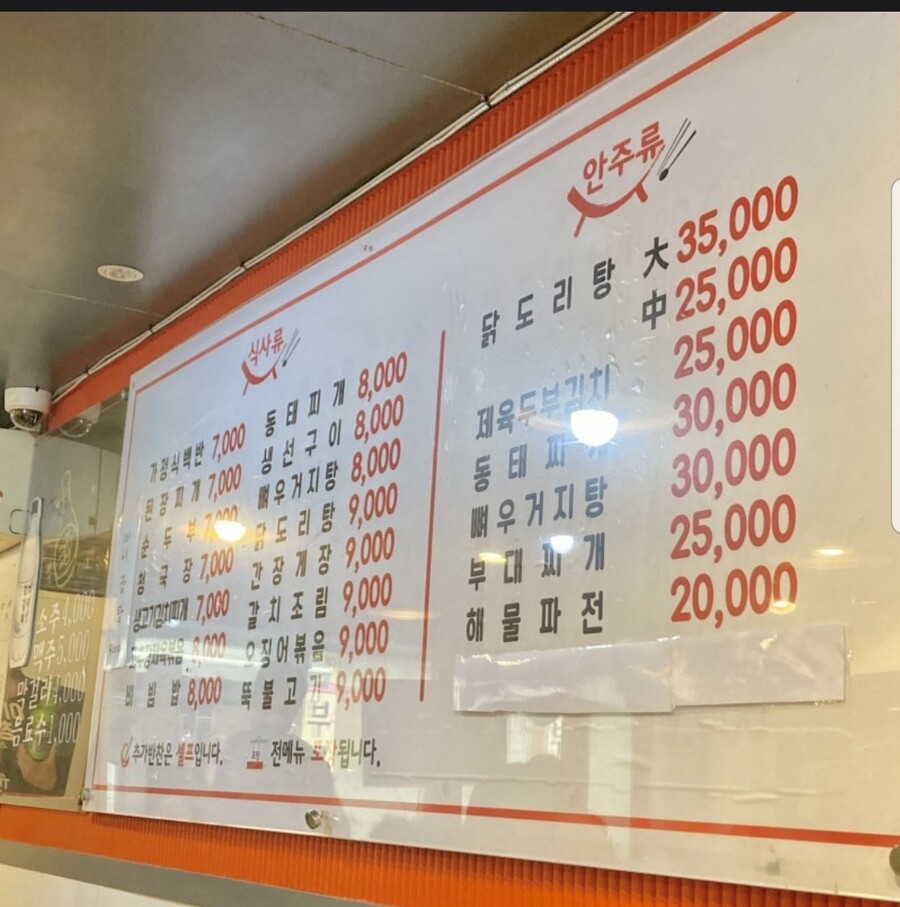 식사류
가정식백반 7,000
된장찌개 7,000
순두부 7,000
청국장 7,000
생고기김치찌개 7,000
8,000
비빔밥 8,000
동태찌개 8,000
생선구이 8,000
뼈우거지탕 8,000
닭도리탕 9,000
간장게장 9,000
갈치조림 9,000
오징어볶음 9,000
뚝불고기 9,000
추가반찬은 셀프입니다.
전메뉴 포장됩니다.
안주류
닭도리탕 大 35,000
中 25,000
제육두부김치 25,000
동태찌개 30,000
뼈우거지탕 30,000
부대찌개 25,000
해물파전 20,000
소주 4,000
맥주 5,000
막걸리 4,000
음료수 1,000